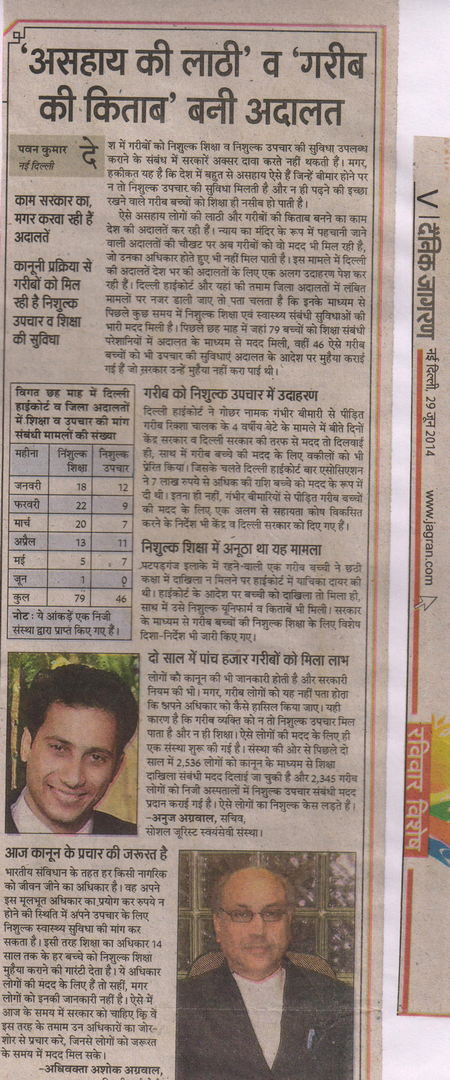 ‘असहाय की लाठी’ व ‘गरीब
की किताब’ बनी अदालत
पवन कुमार
नई दिल्ली
काम सरकार का,
मगर करवा रही हैं
अदालतें
कानूनी प्रक्रिया से
गरीबों को मिल
रही है निशुल्क
उपचार व शिक्षा
की सुविधा
देश में गरीबों को निशुल्क शिक्षा व निशुल्क उपचार की सुविधा उपलब्ध
कराने के संबंध में सरकारें अक्सर दावा करते नहीं थकती हैं। मगर,
हकीकत यह है कि देश में बहुत से असहाय ऐसे हैं जिन्हें बीमार होने पर
न तो निशुल्क उपचार की सुविधा मिलती है और न ही पढ़ने की इच्छा
रखने वाले गरीब बच्चों को शिक्षा ही नसीब हो पाती है।
ऐसे असहाय लोगों की लाठी और गरीबों की किताब बनने का काम
देश की अदालतें कर रही हैं। न्याय का मंदिर के रूप में पहचानी जाने
वाली अदालतों की चौखट पर अब गरीबों को वो मदद भी मिल रही है,
जो उनका अधिकार होते हुए भी नहीं मिल पाती है। इस मामले में दिल्ली
की अदालतें देश भर की अदालतों के लिए एक अलग उदाहरण पेश कर
रही हैं। दिल्ली हाईकोर्ट और यहां की तमाम जिला अदालतों में लंबित
मामलों पर नजर डाली जाए तो पता चलता है कि इनके माध्यम से
पिछले कुछ समय में निशुल्क शिक्षा एवं स्वास्थ्य संबंधी सुविधाओं की
भारी मदद मिली है। पिछले छह माह में जहां 79 बच्चों को शिक्षा संबंधी
परेशानियों में अदालत के माध्यम से मदद मिली, वहीं 46 ऐसे गरीब
बच्चों को भी उपचार की सुविधाएं अदालत के आदेश पर मुहैया कराई
गई हैं जो सरकार उन्हें मुहैया नहीं करा पाई थी।
विगत छह माह में दिल्ली
हाईकोर्ट व जिला अदालतों
में शिक्षा व उपचार की मांग
संबंधी मामलों की संख्या
महीना निशुल्क शिक्षा निशुल्क उपचार
जनवरी 18 12
फरवरी 22 9
मार्च 20 7
अप्रैल 13 11
मई 5 7
जून 1 0
कुल 79 46
नोट : ये आंकड़ें एक निजी
संस्था द्वारा प्राप्त किए गए हैं।
गरीब को निशुल्क उपचार में उदाहरण
दिल्ली हाईकोर्ट ने गोछर नामक गंभीर बीमारी से पीड़ित
गरीब रिक्शा चालक के 4 वर्षीय बेटे के मामले में बीते दिनों
केंद्र सरकार व दिल्ली सरकार की तरफ से मदद तो दिलवाई
ही, साथ में गरीब बच्चे की मदद के लिए वकीलों को भी
प्रेरित किया। जिसके चलते दिल्ली हाईकोर्ट बार एसोसिएशन
ने 7 लाख रुपये से अधिक की राशि बच्चे को मदद के रूप में
दी थी। इतना ही नहीं, गंभीर बीमारियों से पीड़ित गरीब बच्चों
की मदद के लिए एक अलग से सहायता कोष विकसित
करने के निर्देश भी केंद्र व दिल्ली सरकार को दिए गए हैं।
निशुल्क शिक्षा में अनूठा था यह मामला
पटपड़गंज इलाके में रहने-वाली एक गरीब बच्ची ने छठी
कक्षा में दाखिला न मिलने पर हाईकोर्ट में याचिका दायर की
थी। हाईकोर्ट के आदेश पर बच्ची को दाखिला तो मिला ही,
साथ में उसे निशुल्क यूनिफार्म व किताबें भी मिली। सरकार
के माध्यम से गरीब बच्चों की निशुल्क शिक्षा के लिए विशेष
दिशा-निर्देश भी जारी किए गए।
दो साल में पांच हजार गरीबों को मिला लाभ
लोगों को कानून की भी जानकारी होती है और सरकारी
नियम की भी। मगर, गरीब लोगों को यह नहीं पता होता
कि अपने अधिकार को कैसे हासिल किया जाए। यही
कारण है कि गरीब व्यक्ति को न तो निशुल्क उपचार मिल
पाता है और न ही शिक्षा। ऐसे लोगों की मदद के लिए ही
एक संस्था शुरू की गई है। संस्था की ओर से पिछले दो
साल में 2,536 लोगों को कानून के माध्यम से शिक्षा
दाखिला संबंधी मदद दिलाई जा चुकी है और 2,345 गरीब
लोगों को निजी अस्पतालों में निशुल्क उपचार संबंधी मदद
प्रदान कराई गई है। ऐसे लोगों का निशुल्क केस लड़ते हैं।
–अनुज अग्रवाल, सचिव,
सोशल जूरिस्ट स्वयंसेवी संस्था।
आज कानून के प्रचार की जरूरत है
भारतीय संविधान के तहत हर किसी नागरिक
को जीवन जीने का अधिकार है। वह अपने
इस मूलभूत अधिकार का प्रयोग कर रुपये न
होने की स्थिति में अपने उपचार के लिए
निशुल्क स्वास्थ्य सुविधा की मांग कर
सकता है। इसी तरह शिक्षा का अधिकार 14
साल तक के हर बच्चे को निशुल्क शिक्षा
मुहैया कराने की गारंटी देता है। ये अधिकार
लोगों की मदद के लिए हैं तो सही, मगर
लोगों को इनकी जानकारी नहीं है। ऐसे में
आज के समय में सरकार को चाहिए कि वे
इस तरह के तमाम उन अधिकारों का जोर-
शोर से प्रचार करे, जिनसे लोगों को जरूरत
के समय में मदद मिल सके।
–अधिवक्ता अशोक अग्रवाल,
V दैनिक जागरण नई दिल्ली, 29 जून 2014 www.jagran.com
रविवार विशेष